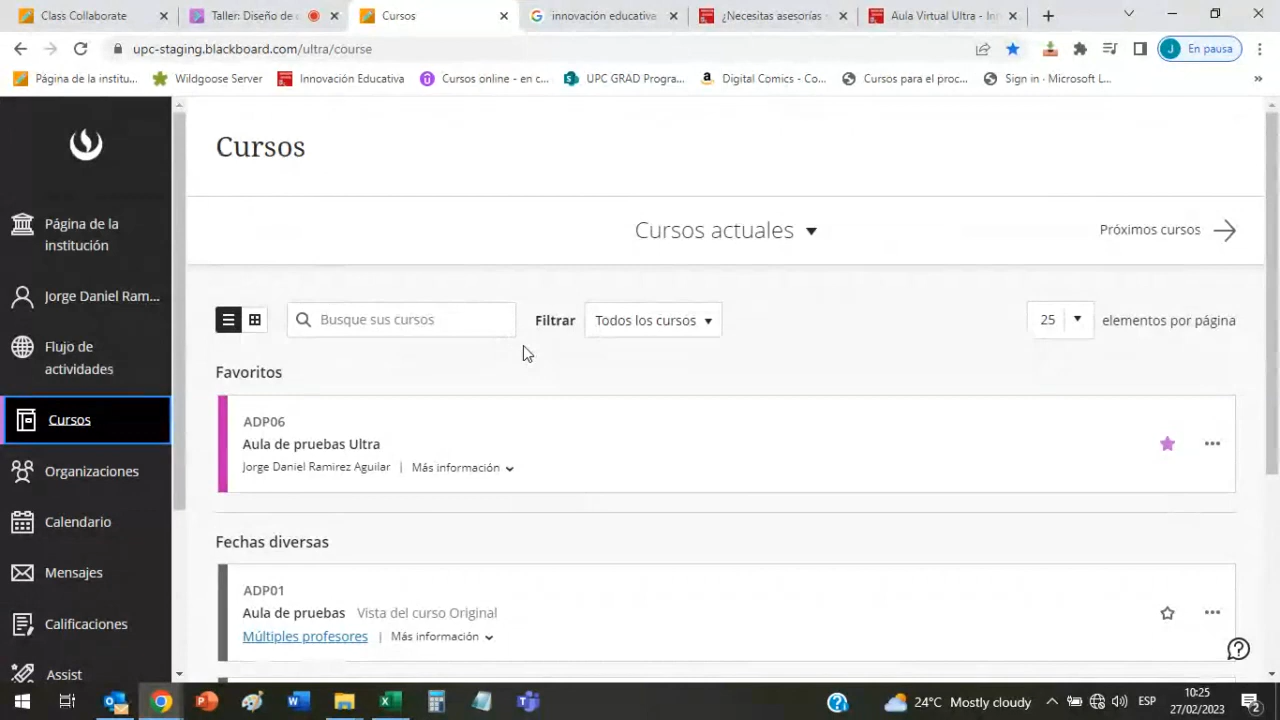 Class Collaborate
Taller: Diseño de
Cursos
innovación educativa
¿Necesitas asesorías
Aula Virtual Ultra - Inn
upc-staging.blackboard.com/ultra/course
J En pausa
Página de la institu...
Wildgoose Server
Innovación Educativa
Cursos online - en c...
UPC GRAD Progra...
Digital Comics - Co...
Cursos para el proc...
Sign in - Microsoft L...
Página de la
institución
Jorge Daniel Ram...
Flujo de
actividades
Cursos
Organizaciones
Calendario
Mensajes
Calificaciones
Assist
Cursos
Cursos actuales
Próximos cursos
Busque sus cursos
Filtrar
Todos los cursos
25
elementos por página
Favoritos
ADP06
Aula de pruebas Ultra
Jorge Daniel Ramirez Aguilar | Más información
Fechas diversas
ADP01
Aula de pruebas Vista del curso Original
Múltiples profesores | Más información
24°C Mostly cloudy
ESP
10:25
27/02/2023
2